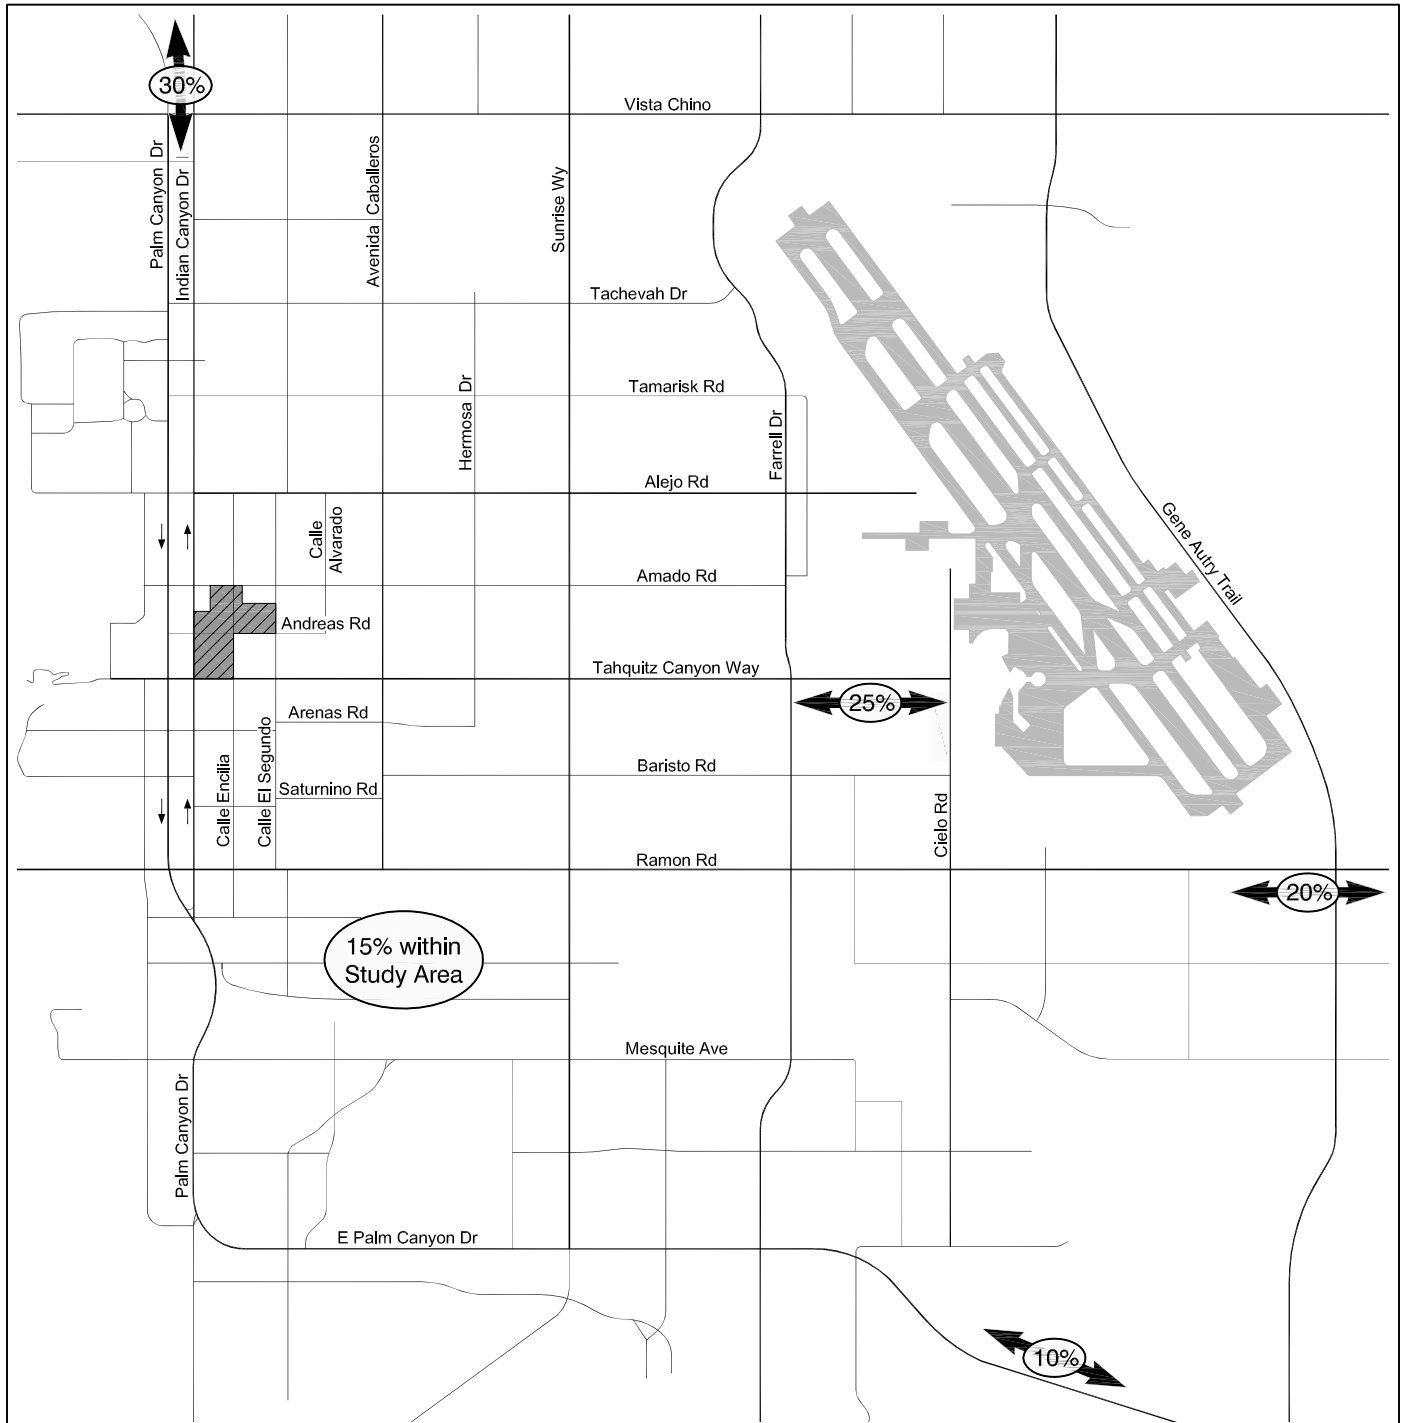 30%
Vista Chino
Palm Canyon Dr
Indian Canyon Dr
Avenida Caballeros
Sunrise Wy
Tachevah Dr
Tamarisk Rd
Hermosa Dr
Farrell Dr
Alejo Rd
Calle
Alvarado
Gene Autry Trail
Amado Rd
Andreas Rd
Tahquitz Canyon Way
25%
Arenas Rd
Calle Encilia
Calle El Segundo
Baristo Rd
Saturnino Rd
Cielo Rd
Ramon Rd
20%
15% within
Study Area
Mesquite Ave
Palm Canyon Dr
E Palm Canyon Dr
10%